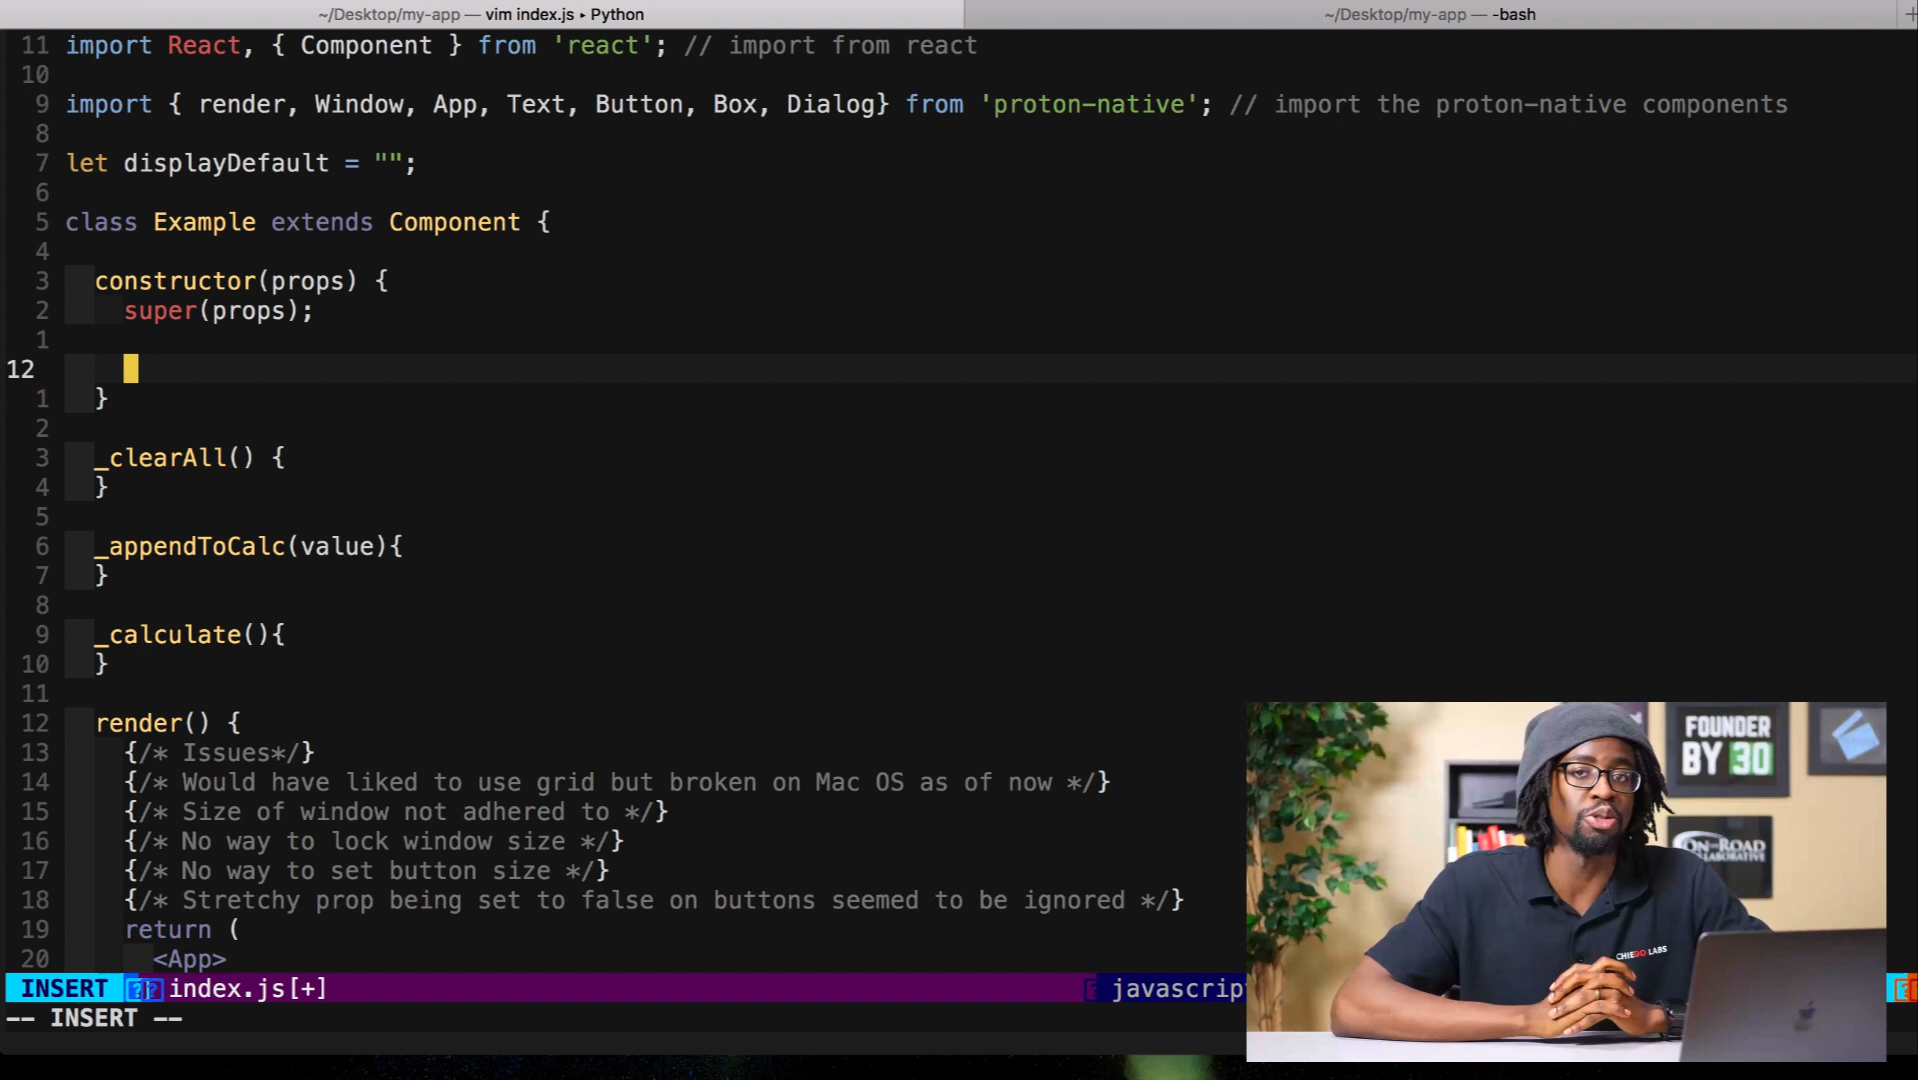 ~/Desktop/my-app — vim index.js ▸ Python
~/Desktop/my-app — -bash
11 import React, { Component } from 'react'; // import from react
10
9 import { render, Window, App, Text, Button, Box, Dialog} from 'proton-native'; // import the proton-native components
8
7 let displayDefault = "";
6
5 class Example extends Component {
4
3 constructor(props) {
2 super(props);
1
12
1 }
2
3 _clearAll() {
4 }
5
6 _appendToCalc(value){
7 }
8
9 _calculate(){
10 }
11
12 render() {
13 {/* Issues*/}
14 {/* Would have liked to use grid but broken on Mac OS as of now */}
15 {/* Size of window not adhered to */}
16 {/* No way to lock window size */}
17 {/* No way to set button size */}
18 {/* Stretchy prop being set to false on buttons seemed to be ignored */}
19 return (
20 <App>
INSERT index.js[+] javascrip
-- INSERT --
FOUNDER
BY 30
CHIEDO LABS